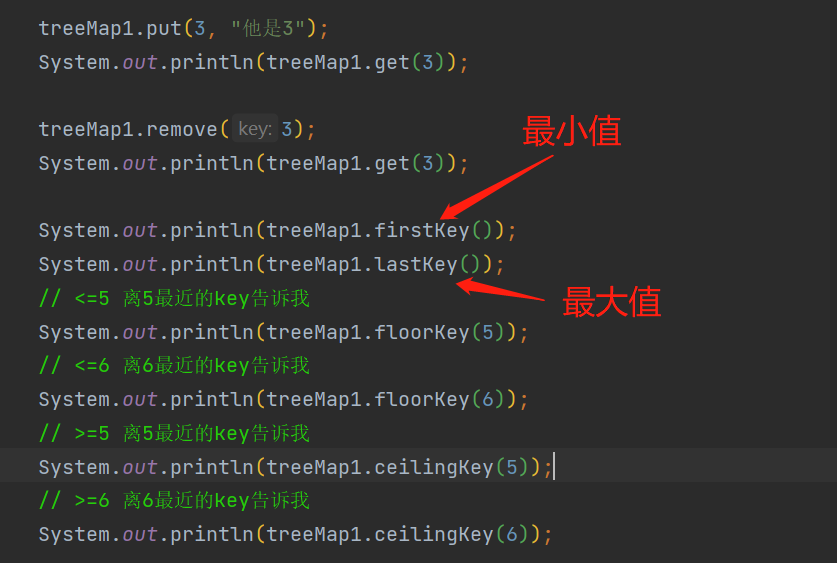 treeMap1.put(3, "他是3");
System.out.println(treeMap1.get(3));
treeMap1.remove( key: 3);
最小值
System.out.println(treeMap1.get(3));
System.out.println(treeMap1.firstKey());
System.out.println(treeMap1.lastKey());
// <=5 离5最近的key告诉我
最大值
System.out.println(treeMap1.floorKey(5));
// <=6 离6最近的key告诉我
System.out.println(treeMap1.floorKey(6));
// >=5 离5最近的key告诉我
System.out.println(treeMap1.ceilingKey(5));
// >=6 离6最近的key告诉我
System.out.println(treeMap1.ceilingKey(6));